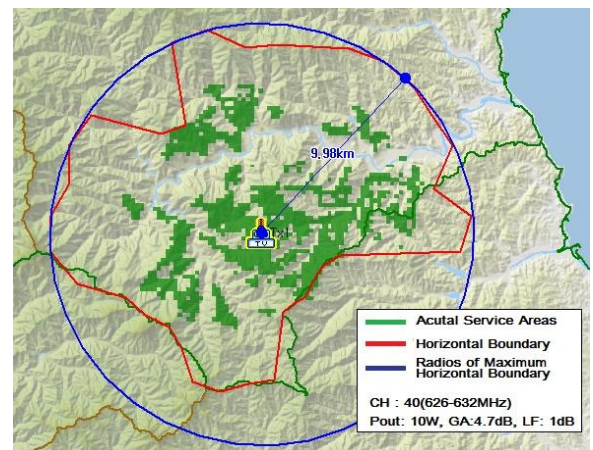 9.98km
Tx1
TV
Acutal Service Areas
Horizontal Boundary
Radios of Maximum
Horizontal Boundary
CH : 40(626-632MHz)
Pout: 10W, GA:4.7dB, LF: 1dB